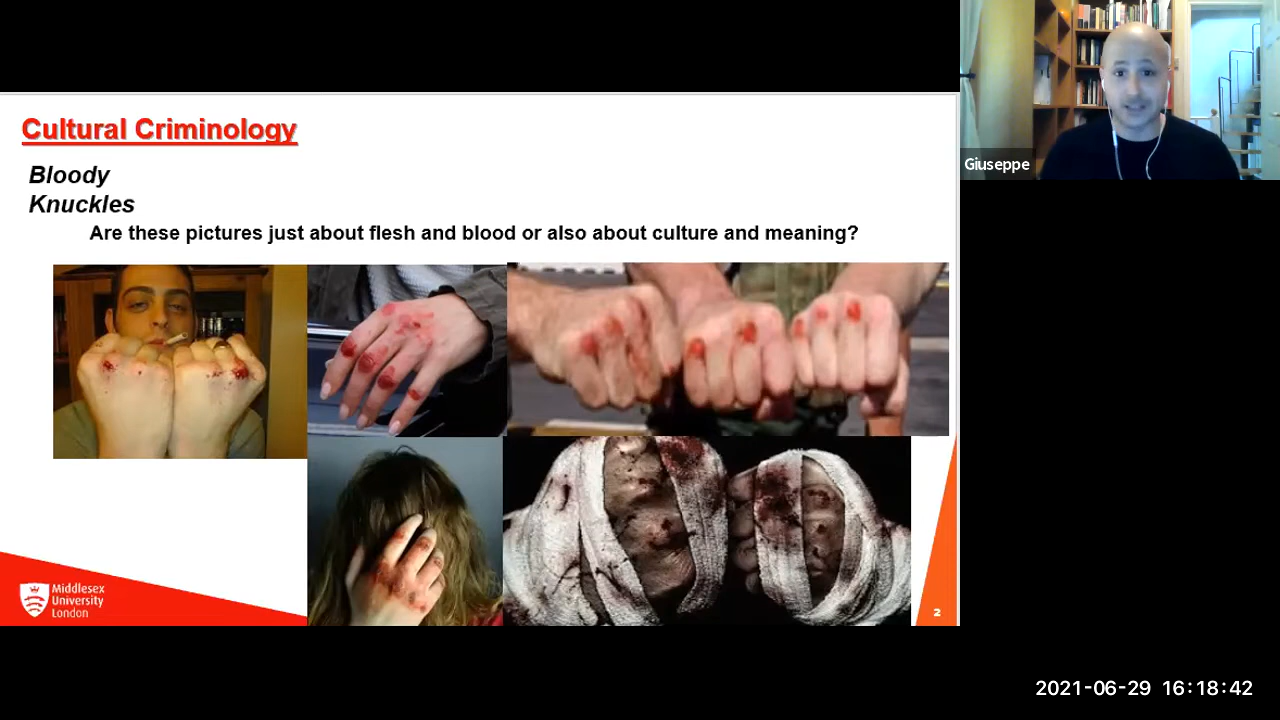 Cultural Criminology
Bloody
Knuckles
Are these pictures just about flesh and blood or also about culture and meaning?
Giuseppe
Middlesex
University
London
2
2021-06-29 16:18:42